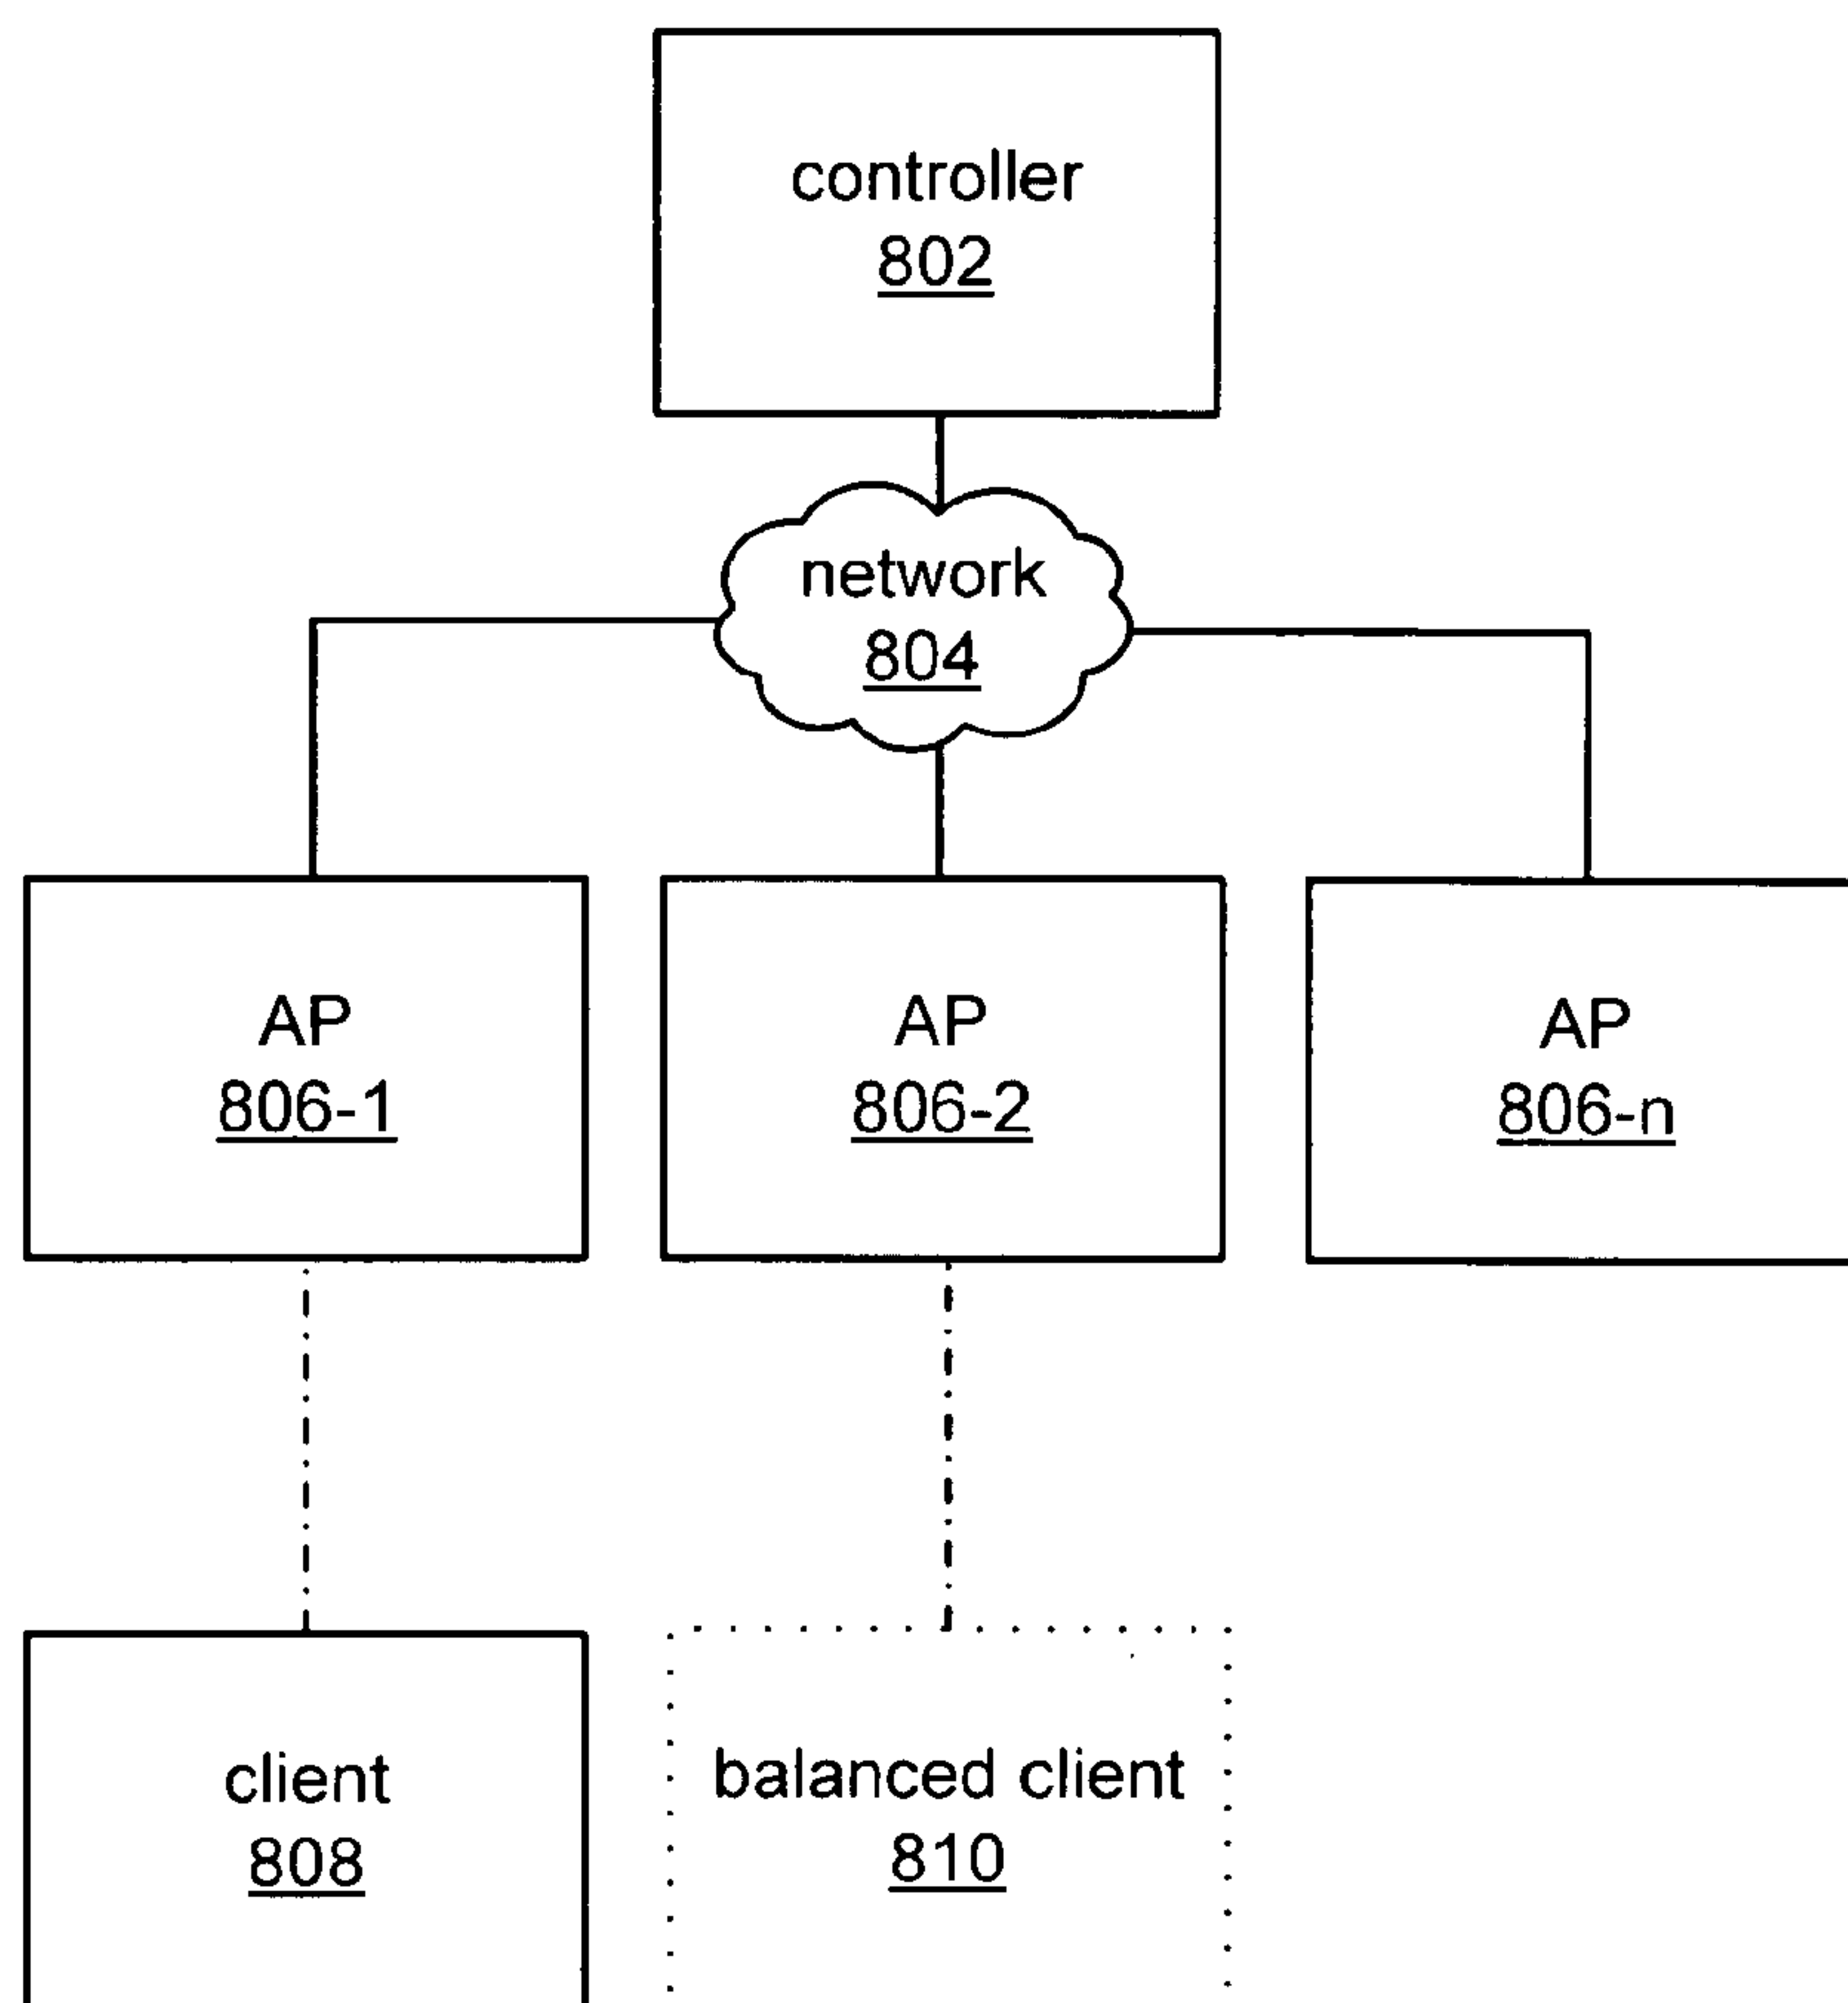 controller
802
network
804
AP
806-1
AP
806-2
AP
806-n
client
808
balanced client
810